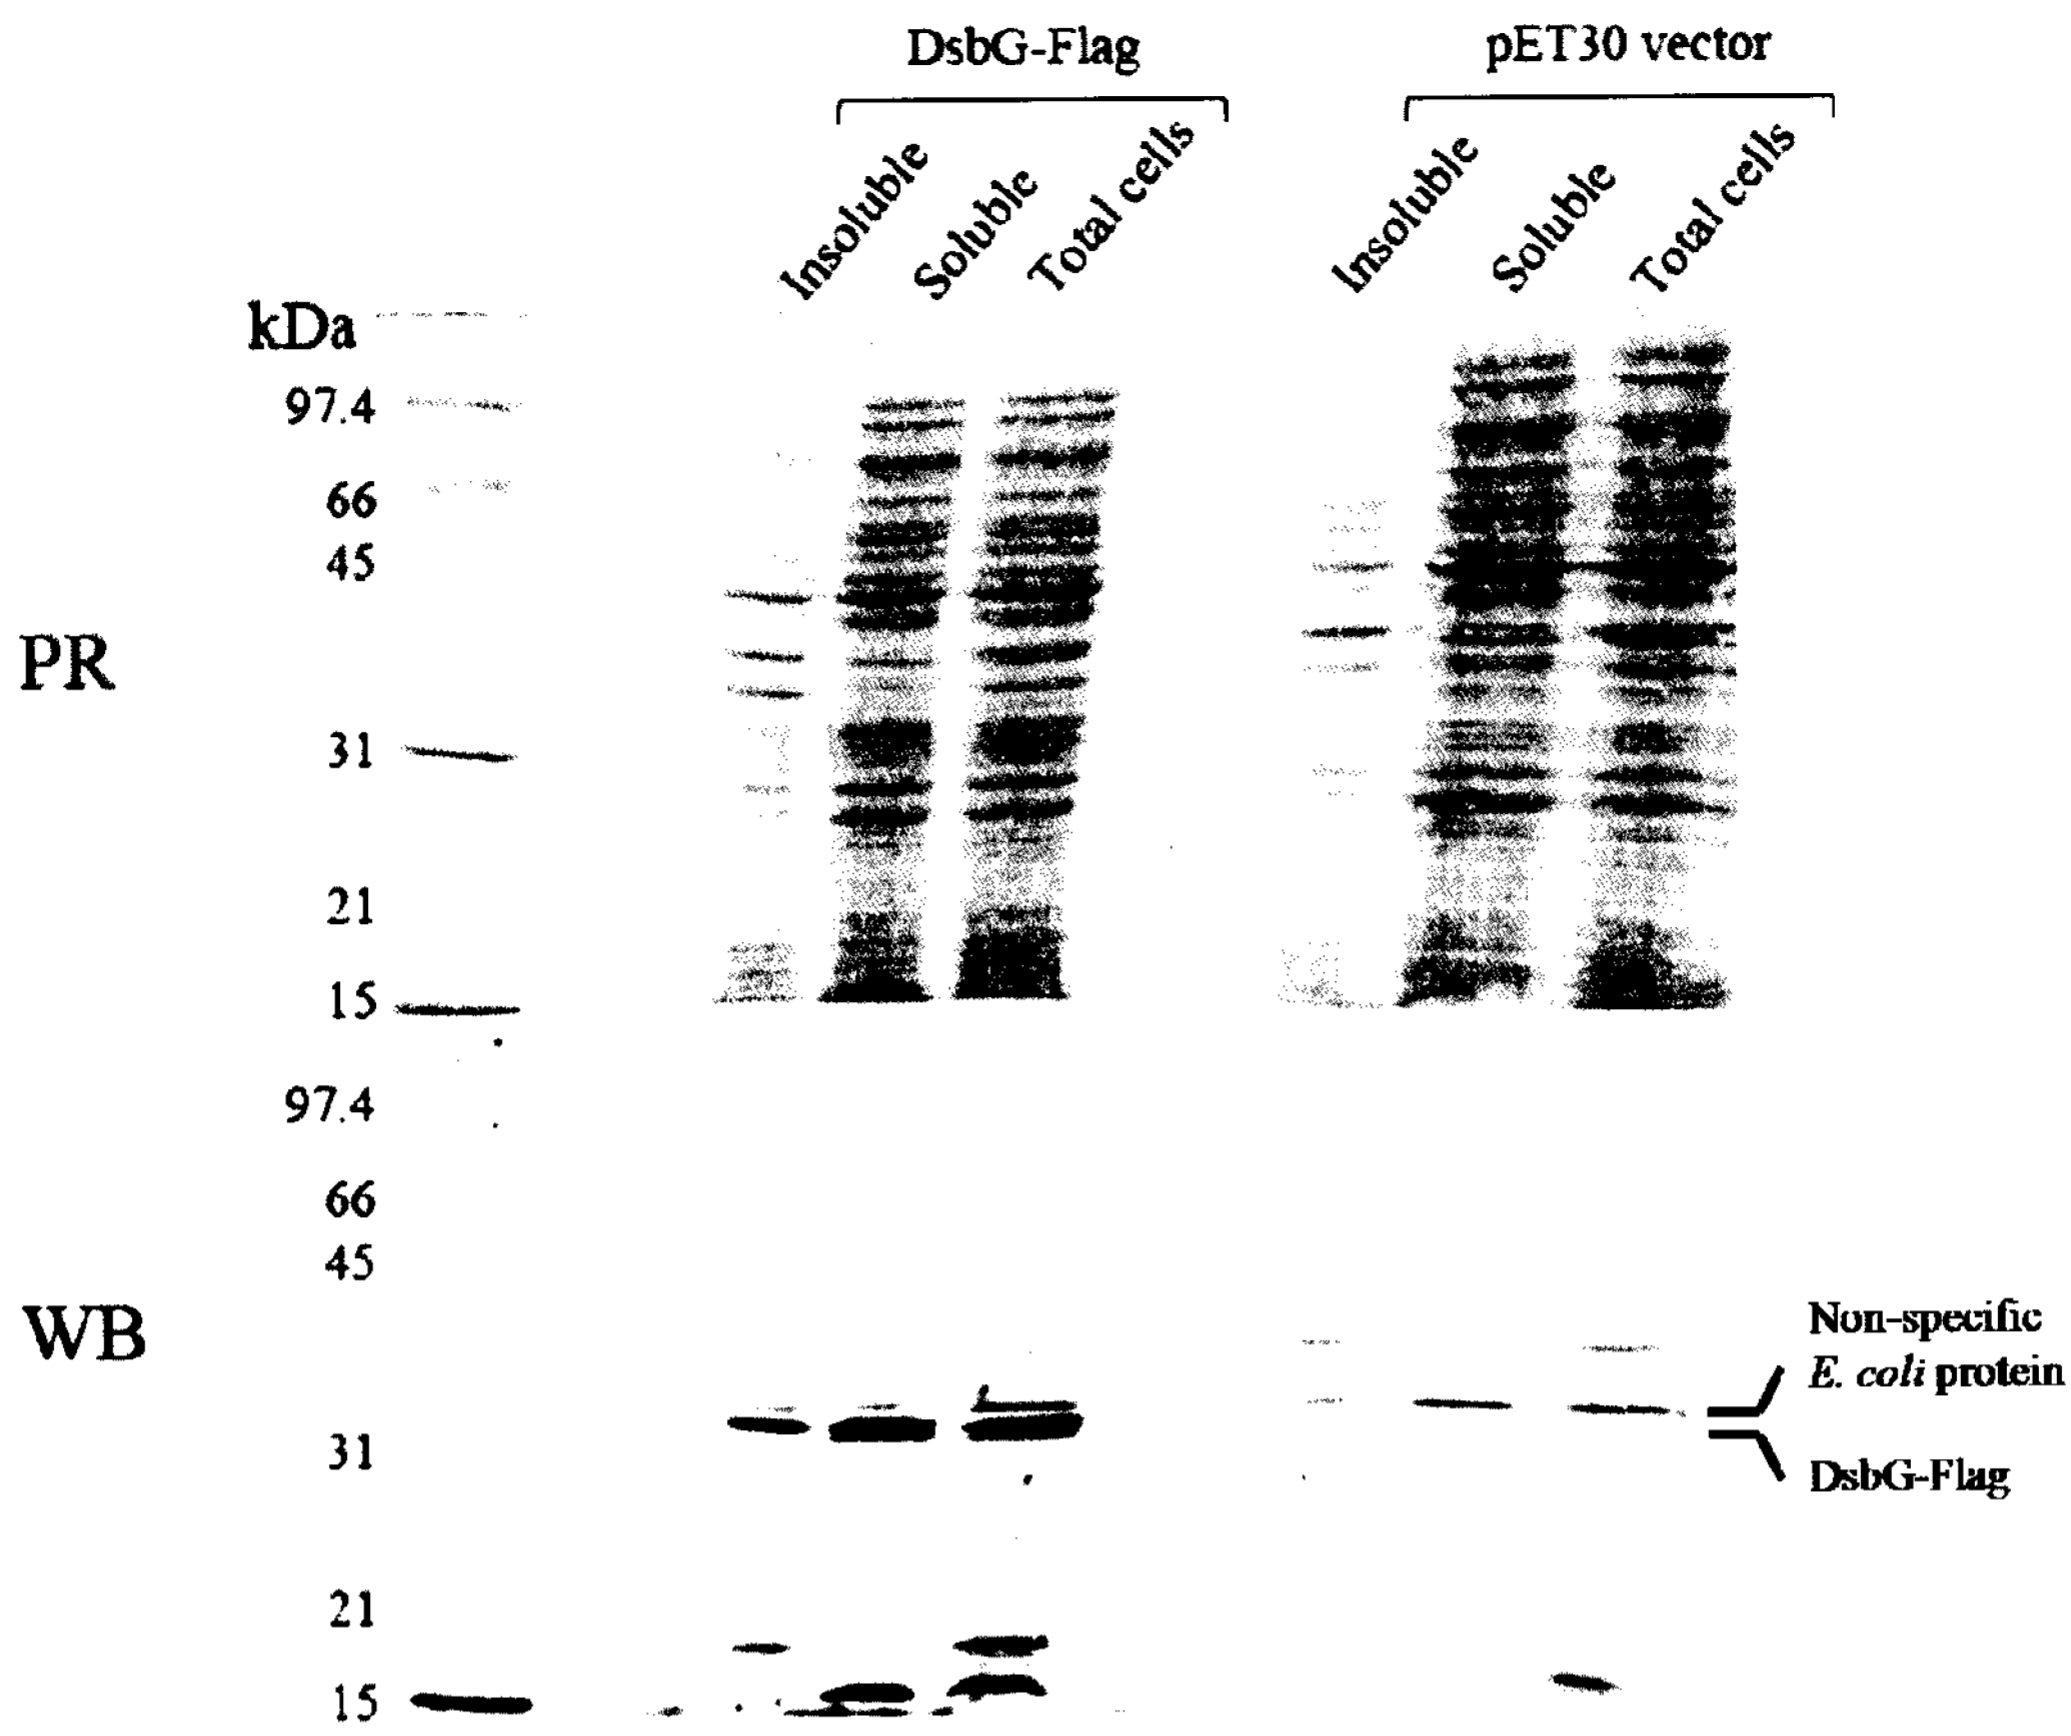 DsbG-Flag
pET30 vector
Insoluble
Soluble
Total cells
Insoluble
Soluble
Total cells
kDa
97.4
66
45
PR
31
21
15
97.4
66
45
WB
31
21
15
Non-specific
E. coli protein
DsbG-Flag